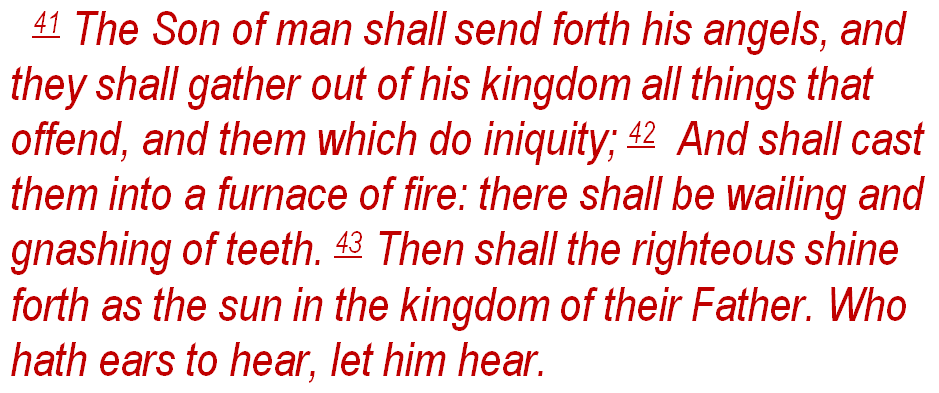 41 The Son of man shall send forth his angels, and
they shall gather out of his kingdom all things that
offend, and them which do iniquity; 42 And shall cast
them into a furnace of fire: there shall be wailing and
gnashing of teeth. 43 Then shall the righteous shine
forth as the sun in the kingdom of their Father. Who
hath ears to hear, let him hear.